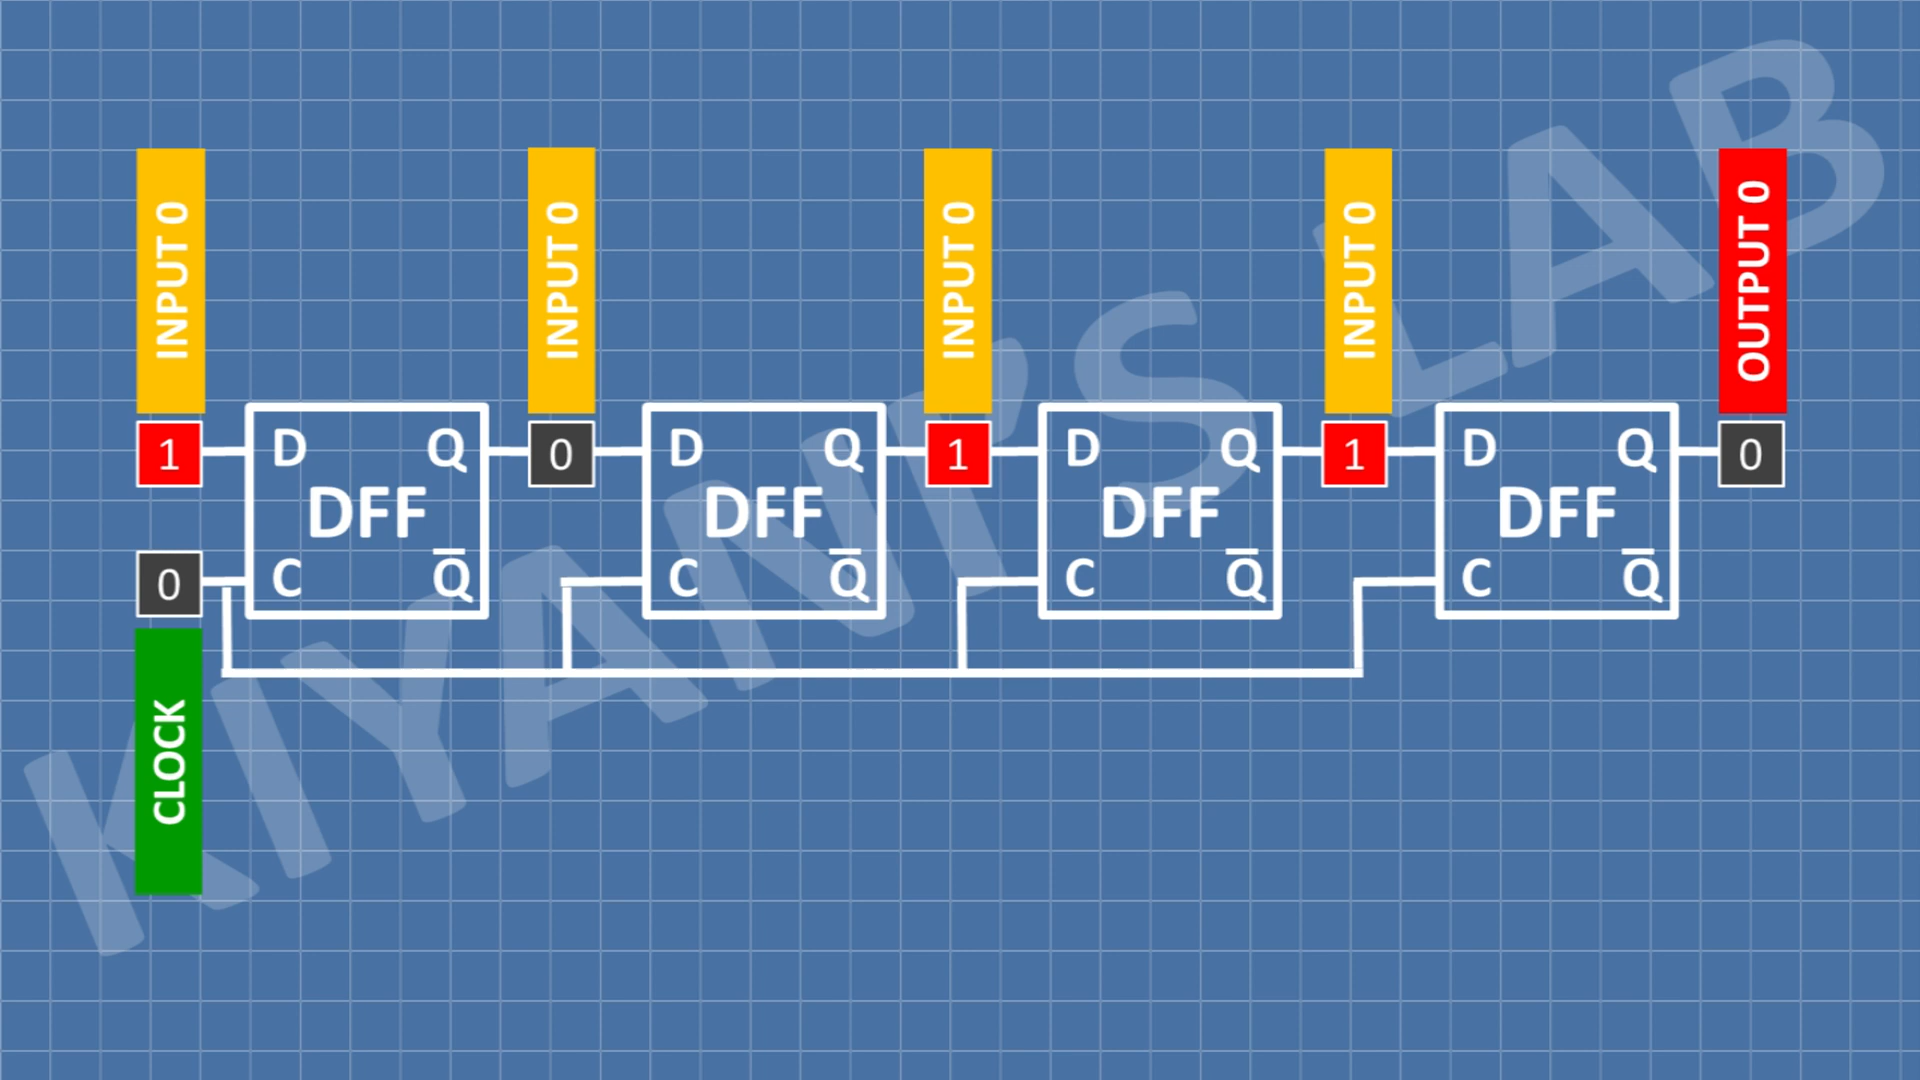 INPUT 0
INPUT 0
INPUT 0
INPUT 0
OUTPUT 0
1
D Q
0
D Q
1
D Q
1
D Q
0
DFF
DFF
DFF
DFF
0
C Q̅
C Q̅
C Q̅
C Q̅
CLOCK
KIYANI'S LAB